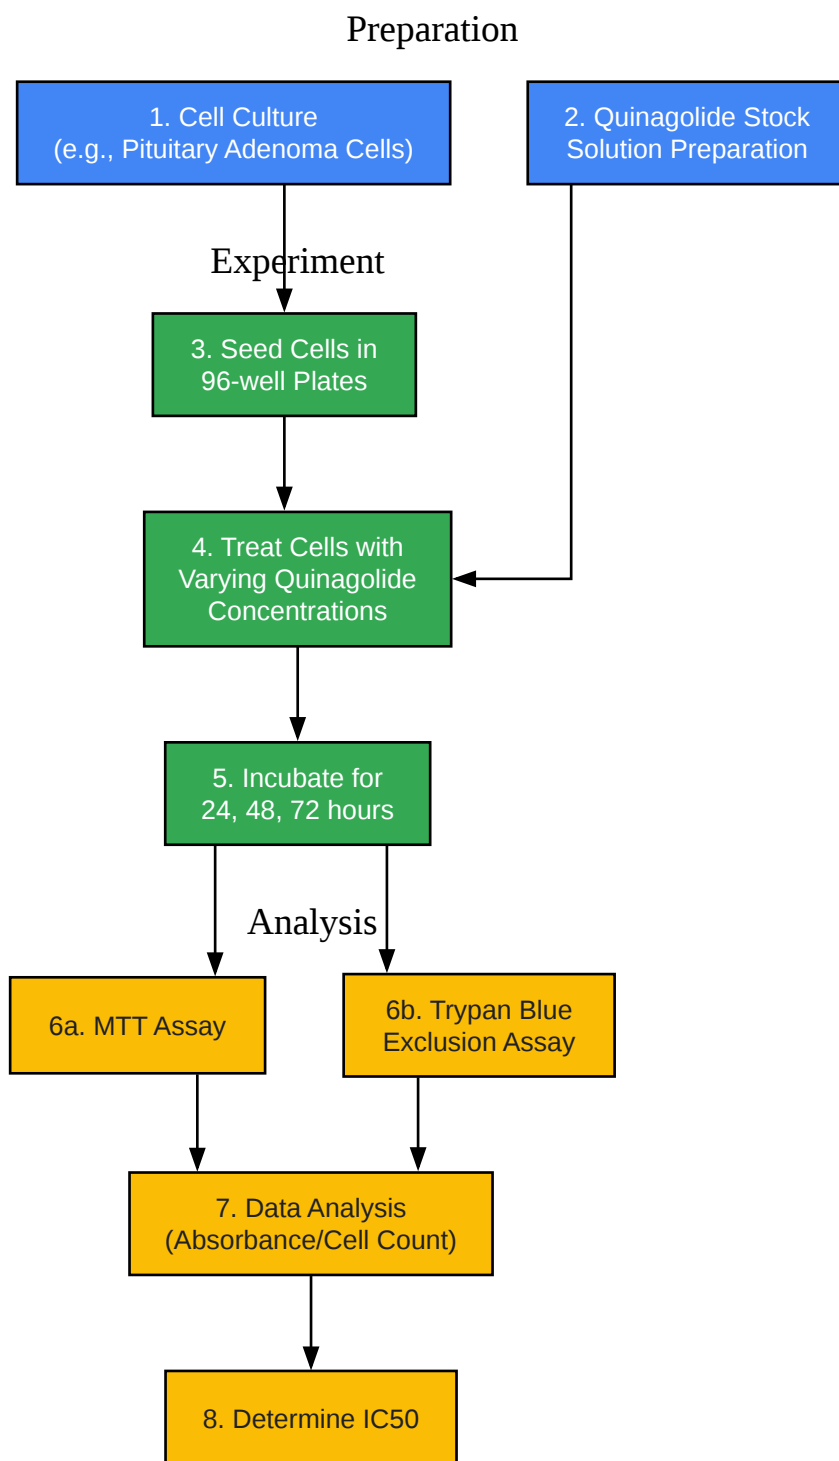 Preparation
1. Cell Culture
(e.g., Pituitary Adenoma Cells)
2. Quinagolide Stock
Solution Preparation
Experiment
3. Seed Cells in
96-well Plates
4. Treat Cells with
Varying Quinagolide
Concentrations
5. Incubate for
24, 48, 72 hours
Analysis
6a. MTT Assay
6b. Trypan Blue
Exclusion Assay
7. Data Analysis
(Absorbance/Cell Count)
8. Determine IC50